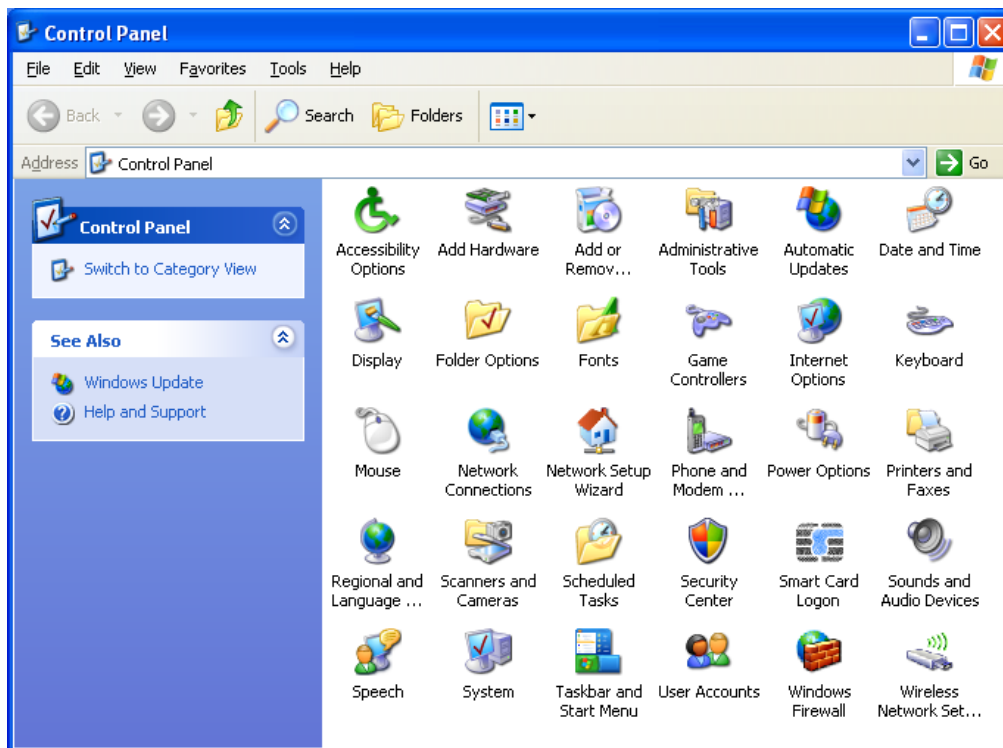 Control Panel
File Edit View Favorites Tools Help
Back Search Folders
Address Control Panel Go
Control Panel
Switch to Category View
See Also
Windows Update
Help and Support
Accessibility Options
Add Hardware
Add or Remov...
Administrative Tools
Automatic Updates
Date and Time
Display
Folder Options
Fonts
Game Controllers
Internet Options
Keyboard
Mouse
Network Connections
Network Setup Wizard
Phone and Modem ...
Power Options
Printers and Faxes
Regional and Language ...
Scanners and Cameras
Scheduled Tasks
Security Center
Smart Card Logon
Sounds and Audio Devices
Speech
System
Taskbar and Start Menu
User Accounts
Windows Firewall
Wireless Network Set...